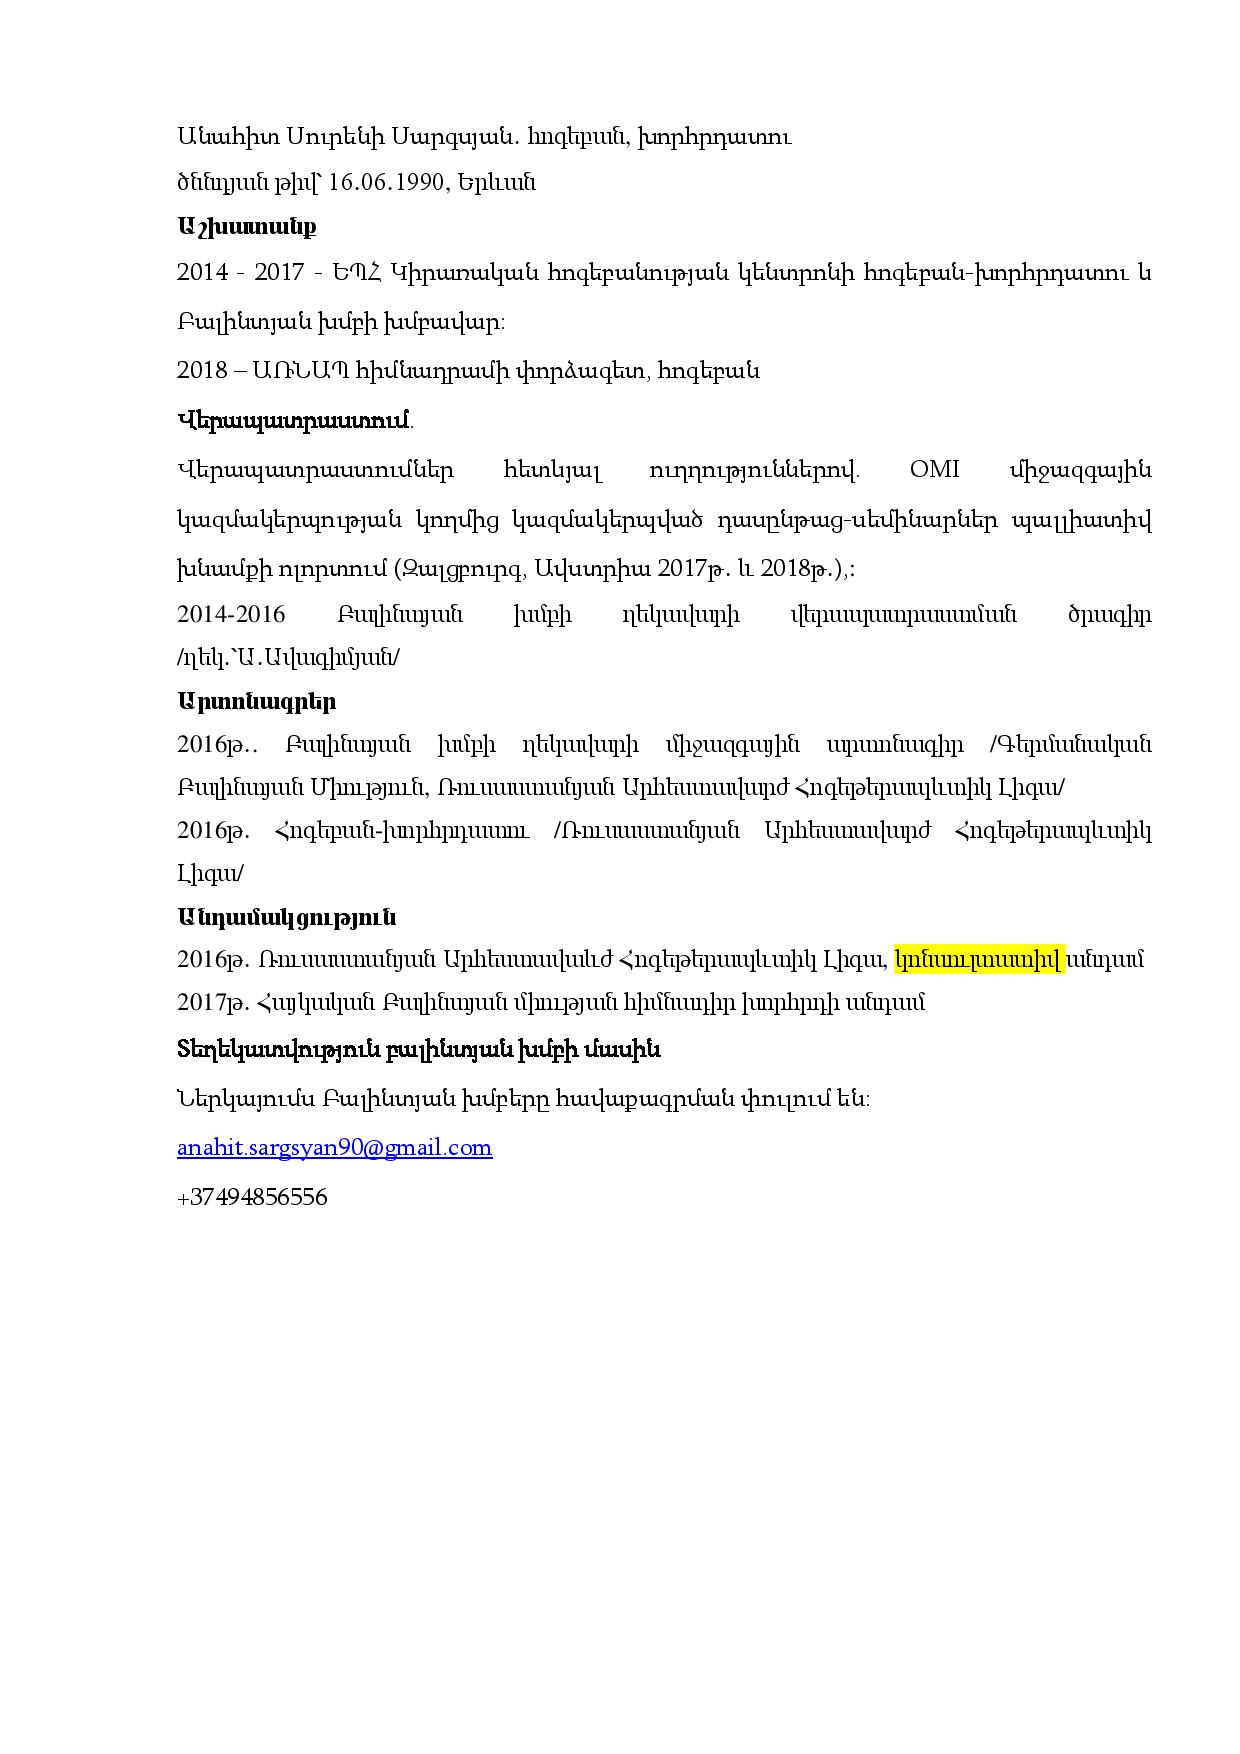 Անահիտ Սուրենի Սարգսյան. հոգեբան, խորհրդատու
ծննդյան թիվ՝ 16.06.1990, Երևան
Աշխատանք
2014 - 2017 - ԵՊՀ Կիրառական հոգեբանության կենտրոնի հոգեբան-խորհրդատու և
Բալինտյան խմբի խմբավար:
2018 – ԱՌՆԱՊ հիմնադրամի փորձագետ, հոգեբան
Վերապատրաստում.
Վերապատրաստումներ հետևյալ ուղղություններով. OMI միջազգային
կազմակերպության կողմից կազմակերպված դասընթաց-սեմինարներ պալլիատիվ
խնամքի ոլորտում (Զալցբուրգ, Ավստրիա 2017թ. և 2018թ.),:
2014-2016 Բալինտյան խմբի ղեկավարի վերապատրաստման ծրագիր
/ղեկ.՝Ա.Ավագիմյան/
Արտոնագրեր
2016թ.. Բալինտյան խմբի ղեկավարի միջազգային արտոնագիր /Գերմանական
Բալինտյան Միություն, Ռուսաստանյան Արհեստավարժ Հոգեթերապևտիկ Լիգա/
2016թ. Հոգեբան-խորհրդատու /Ռուսաստանյան Արհեստավարժ Հոգեթերապևտիկ
Լիգա/
Անդամակցություն
2016թ. Ռուսաստանյան Արհեստավաևժ Հոգեթերապևտիկ Լիգա, կոնսուլտատիվ անդամ
2017թ. Հայկական Բալինտյան միության հիմնադիր խորհրդի անդամ
Տեղեկատվություն բալինտյան խմբի մասին
Ներկայումս Բալինտյան խմբերը հավաքագրման փուլում են:
anahit.sargsyan90@gmail.com
+37494856556